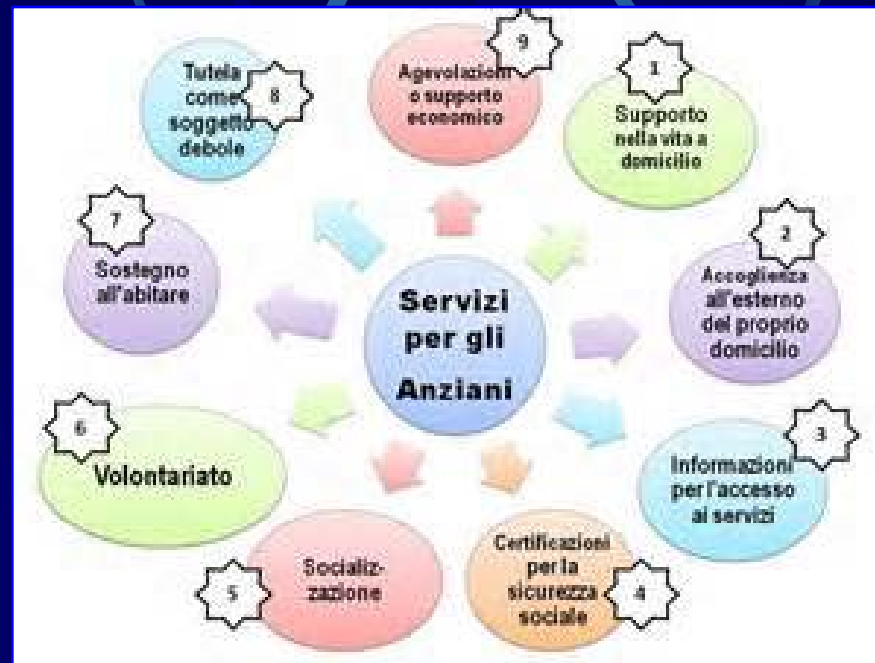 Servizi
per gli
Anziani
1
Supporto
nella vita a
domicilio
2
Accoglienza
all'esterno
del proprio
domicilio
3
Informazioni
per l'accesso
ai servizi
4
Certificazioni
per la
sicurezza
sociale
5
Socializ-
zazione
6
Volontariato
7
Sostegno
all'abitare
8
Tutela
come
soggetto
debole
9
Agevolazioni
o supporto
economico